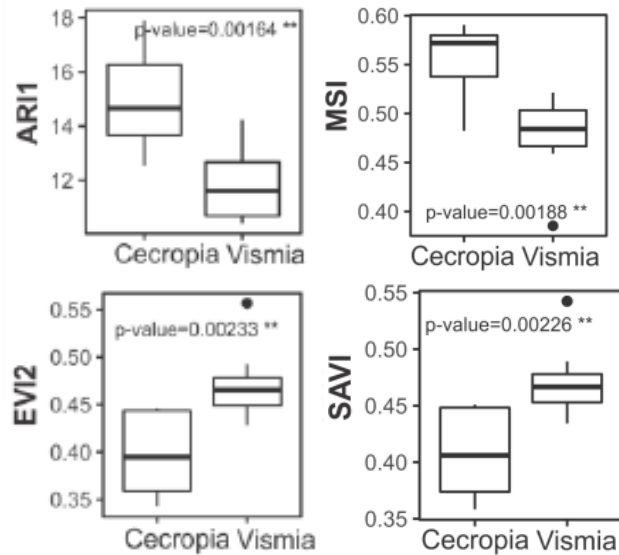 ARI1
18
16
14
12
p-value=0.00164 **
Cecropia Vismia
MSI
0.60
0.55
0.50
0.45
0.40
p-value=0.00188 **
Cecropia Vismia
EVI2
0.55
0.50
0.45
0.40
0.35
p-value=0.00233 **
Cecropia Vismia
SAVI
0.55
0.50
0.45
0.40
0.35
p-value=0.00226 **
Cecropia Vismia